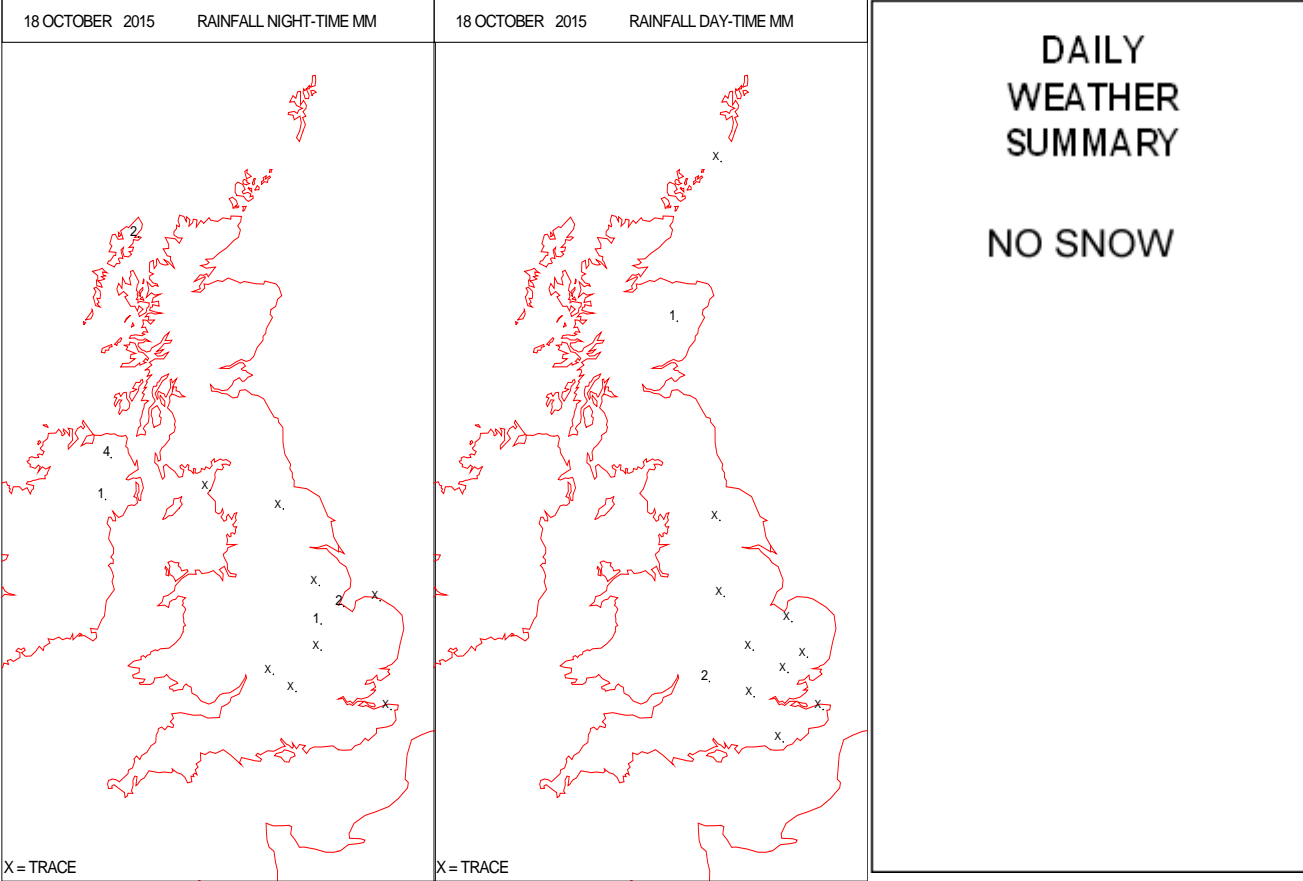 18 OCTOBER 2015 RAINFALL NIGHT-TIME MM
2.
4.
1.
X.
X.
X.
2.
X.
1.
X.
X.
X.
X.
X = TRACE
18 OCTOBER 2015 RAINFALL DAY-TIME MM
X.
1.
X.
X.
X.
X.
X.
X.
2.
X.
X.
X.
X = TRACE
DAILY
WEATHER
SUMMARY
NO SNOW